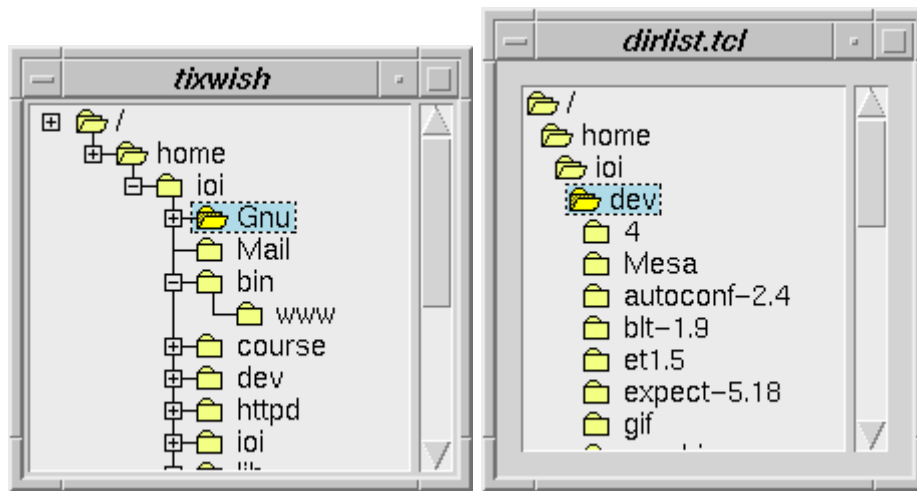 tixwish
/
home
ioi
Gnu
Mail
bin
www
course
dev
httpd
ioi
dirlist.tcl
/
home
ioi
dev
4
Mesa
autoconf-2.4
blt-1.9
et1.5
expect-5.18
gif